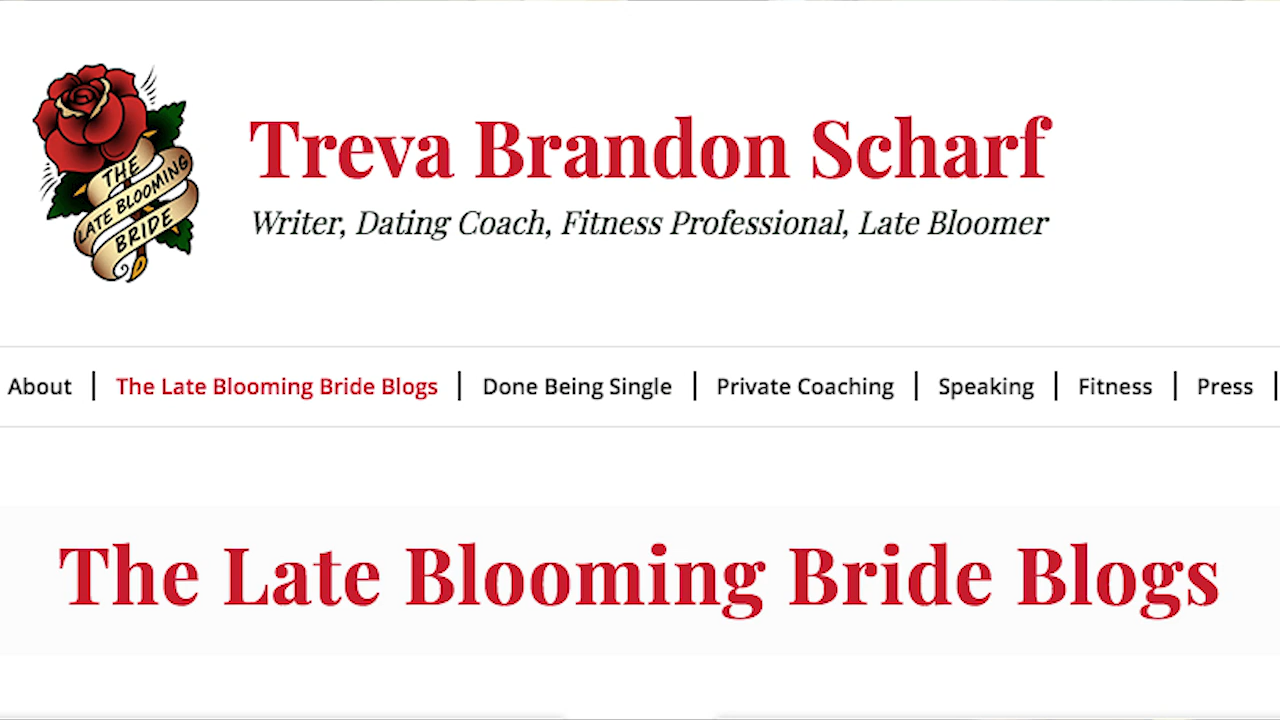 THE
LATE BLOOMING
BRIDE
Treva Brandon Scharf
Writer, Dating Coach, Fitness Professional, Late Bloomer
About | The Late Blooming Bride Blogs | Done Being Single | Private Coaching | Speaking | Fitness | Press |
The Late Blooming Bride Blogs